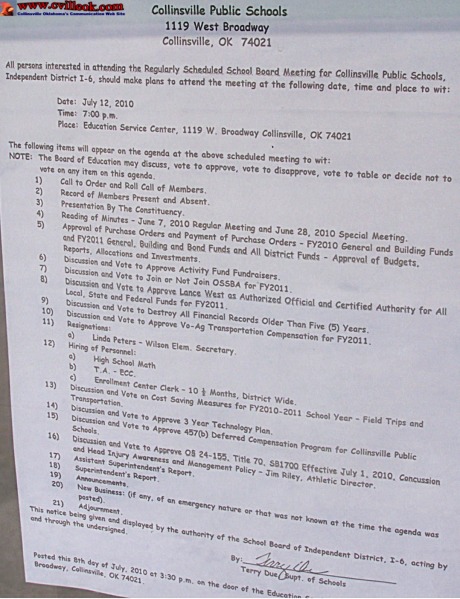 www.cvilleok.com
Collinsville Oklahoma's Communication Web Site
Collinsville Public Schools
1119 West Broadway
Collinsville, OK 74021
All persons interested in attending the Regularly Scheduled School Board Meeting for Collinsville Public Schools,
Independent District I-6, should make plans to attend the meeting at the following date, time and place to wit:
Date: July 12, 2010
Time: 7:00 p.m.
Place: Education Service Center, 1119 W. Broadway Collinsville, OK 74021
The following items will appear on the agenda at the above scheduled meeting to wit:
NOTE: The Board of Education may discuss, vote to approve, vote to disapprove, vote to table or decide not to
vote on any item on this agenda.
1) Call to Order and Roll Call of Members.
2) Record of Members Present and Absent.
3) Presentation By The Constituency.
4) Reading of Minutes - June 7, 2010 Regular Meeting and June 28, 2010 Special Meeting.
5) Approval of Purchase Orders and Payment of Purchase Orders - FY2010 General and Building Funds
and FY2011 General, Building and Bond Funds and All District Funds - Approval of Budgets,
Reports, Allocations and Investments.
6) Discussion and Vote to Approve Activity Fund Fundraisers.
7) Discussion and Vote to Join or Not Join OSSBA for FY2011.
8) Discussion and Vote to Approve Lance West as Authorized Official and Certified Authority for All
Local, State and Federal Funds for FY2011.
9) Discussion and Vote to Destroy All Financial Records Older Than Five (5) Years.
10) Discussion and Vote to Approve Vo-Ag Transportation Compensation for FY2011.
11) Resignations:
a) Linda Peters - Wilson Elem. Secretary.
12) Hiring of Personnel:
a) High School Math
b) T.A. - ECC.
c) Enrollment Center Clerk - 10 ½ Months, District Wide.
13) Discussion and Vote on Cost Saving Measures for FY2010-2011 School Year - Field Trips and
Transportation.
14) Discussion and Vote to Approve 3 Year Technology Plan.
15) Discussion and Vote to Approve 457(b) Deferred Compensation Program for Collinsville Public
Schools.
16) Discussion and Vote to Approve OS 24-155, Title 70, SB1700 Effective July 1, 2010, Concussion
and Head Injury Awareness and Management Policy - Jim Riley, Athletic Director.
17) Assistant Superintendent's Report.
18) Superintendent's Report.
19) Announcements.
20) New Business: (if any, of an emergency nature or that was not known at the time the agenda was
posted).
21) Adjournment.
This notice being given and displayed by the authority of the School Board of Independent District, I-6, acting by
and through the undersigned.
By: Terry Due
Terry Due, Supt. of Schools
Posted this 8th day of July, 2010 at 3:30 p.m. on the door of the Education
Broadway, Collinsville, OK 74021.